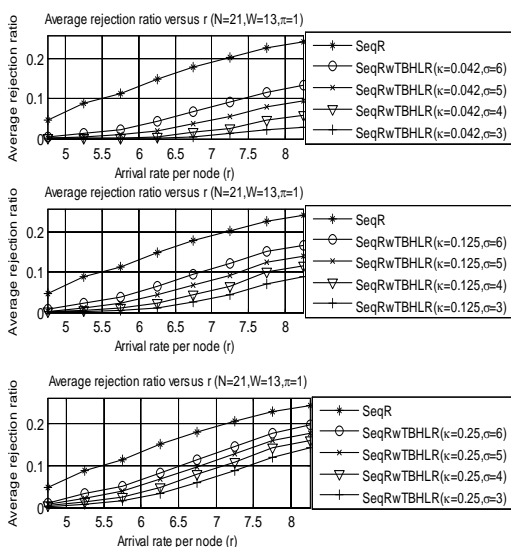 Average rejection ratio versus r (N=21,W=13,π=1)
Average rejection ratio
0.2
0.1
0
5 5.5 6 6.5 7 7.5 8
Arrival rate per node (r)
SeqR
SeqRwTBHLR(κ=0.042,σ=6)
SeqRwTBHLR(κ=0.042,σ=5)
SeqRwTBHLR(κ=0.042,σ=4)
SeqRwTBHLR(κ=0.042,σ=3)
Average rejection ratio versus r (N=21,W=13,π=1)
Average rejection ratio
0.2
0.1
0
5 5.5 6 6.5 7 7.5 8
Arrival rate per node (r)
SeqR
SeqRwTBHLR(κ=0.125,σ=6)
SeqRwTBHLR(κ=0.125,σ=5)
SeqRwTBHLR(κ=0.125,σ=4)
SeqRwTBHLR(κ=0.125,σ=3)
Average rejection ratio versus r (N=21,W=13,π=1)
Average rejection ratio
0.2
0.1
0
5 5.5 6 6.5 7 7.5 8
Arrival rate per node (r)
SeqR
SeqRwTBHLR(κ=0.25,σ=6)
SeqRwTBHLR(κ=0.25,σ=5)
SeqRwTBHLR(κ=0.25,σ=4)
SeqRwTBHLR(κ=0.25,σ=3)